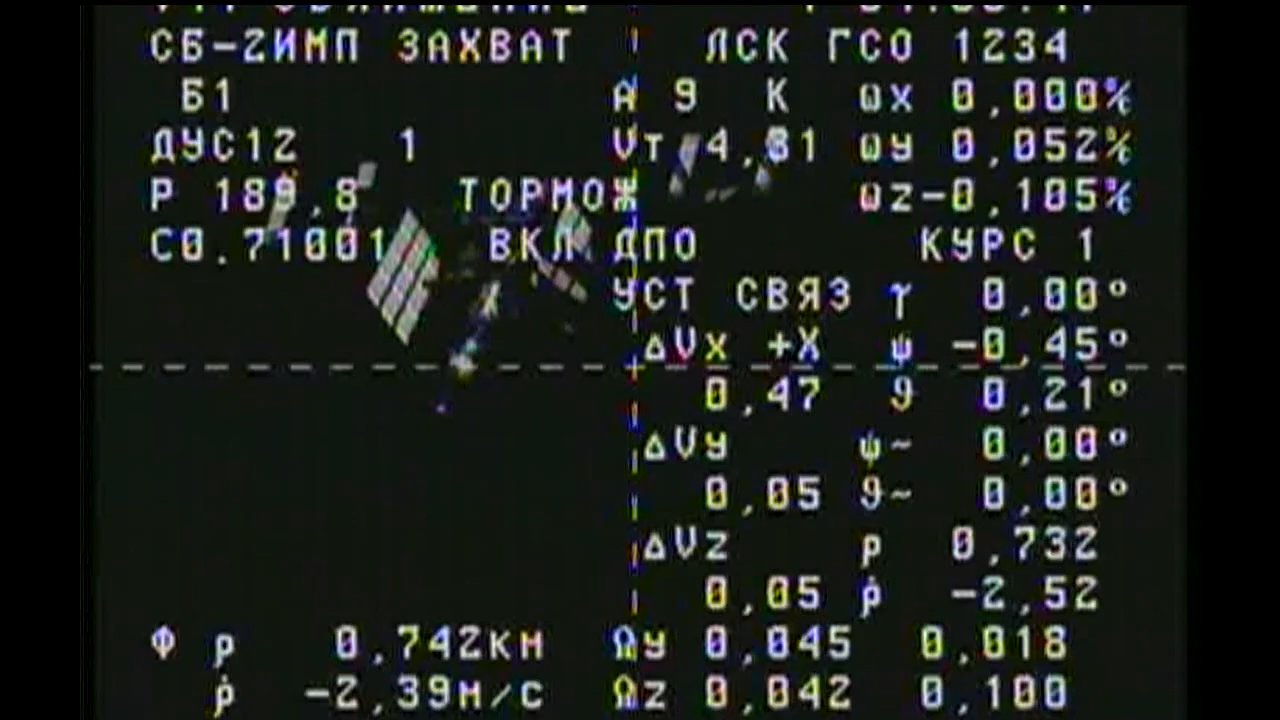 СБ-2ИМП ЗАХВАТ ЛСК ГСО 1234
Б1 А 9 К ωx 0,000%
ДУС12 1 Vт 4,81 ωy 0,052%
Р 189,8 ТОРМОЖ ωz-0,105%
С0.71001 ВКЛ ДПО КУРС 1
УСТ СВЯЗ γ 0,00°
ΔVx +X ψ -0,45°
0,47 ϑ 0,21°
ΔVy ψ~ 0,00°
0,05 ϑ~ 0,00°
ΔVz ρ 0,732
0,05 ρ̇ -2,52
Ф ρ 0,742км Ωy 0,045 0,018
ρ̇ -2,39м/с Ωz 0,042 0,100